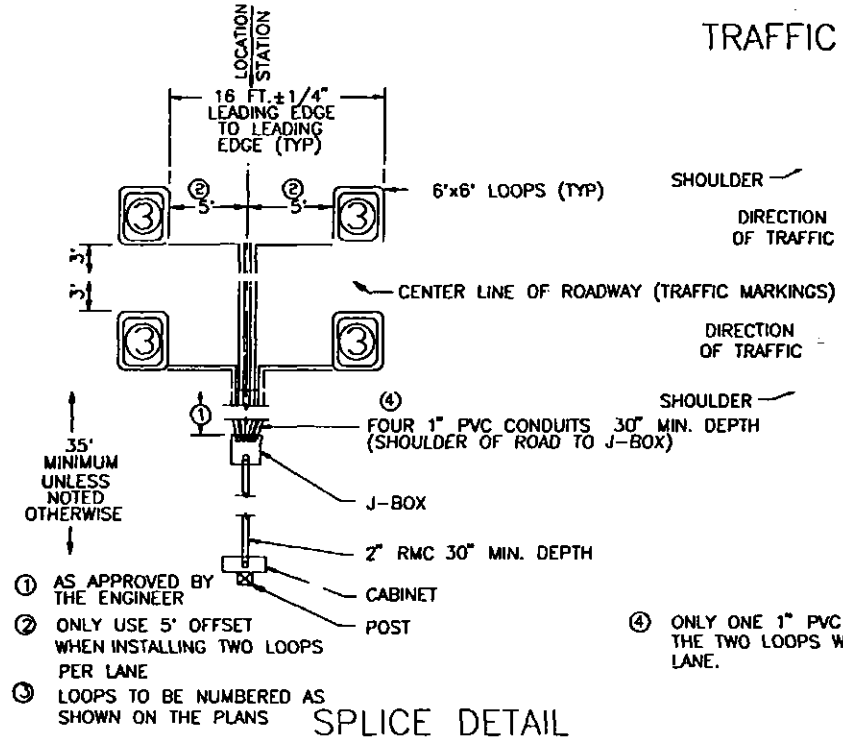 TRAFFIC
LOCATION
STATION
16 FT.±1/4"
LEADING EDGE
TO LEADING
EDGE (TYP)
② ②
5' 5'
6'x6' LOOPS (TYP)
SHOULDER
③ ③
DIRECTION
OF TRAFFIC
3'
3'
CENTER LINE OF ROADWAY (TRAFFIC MARKINGS)
③ ③
DIRECTION
OF TRAFFIC
SHOULDER
①
④
FOUR 1" PVC CONDUITS 30" MIN. DEPTH
(SHOULDER OF ROAD TO J-BOX)
35'
MINIMUM
UNLESS
NOTED
OTHERWISE
J-BOX
2" RMC 30" MIN. DEPTH
CABINET
POST
① AS APPROVED BY
THE ENGINEER
② ONLY USE 5' OFFSET
WHEN INSTALLING TWO LOOPS
PER LANE
③ LOOPS TO BE NUMBERED AS
SHOWN ON THE PLANS
④ ONLY ONE 1" PVC
THE TWO LOOPS W
LANE.
SPLICE DETAIL